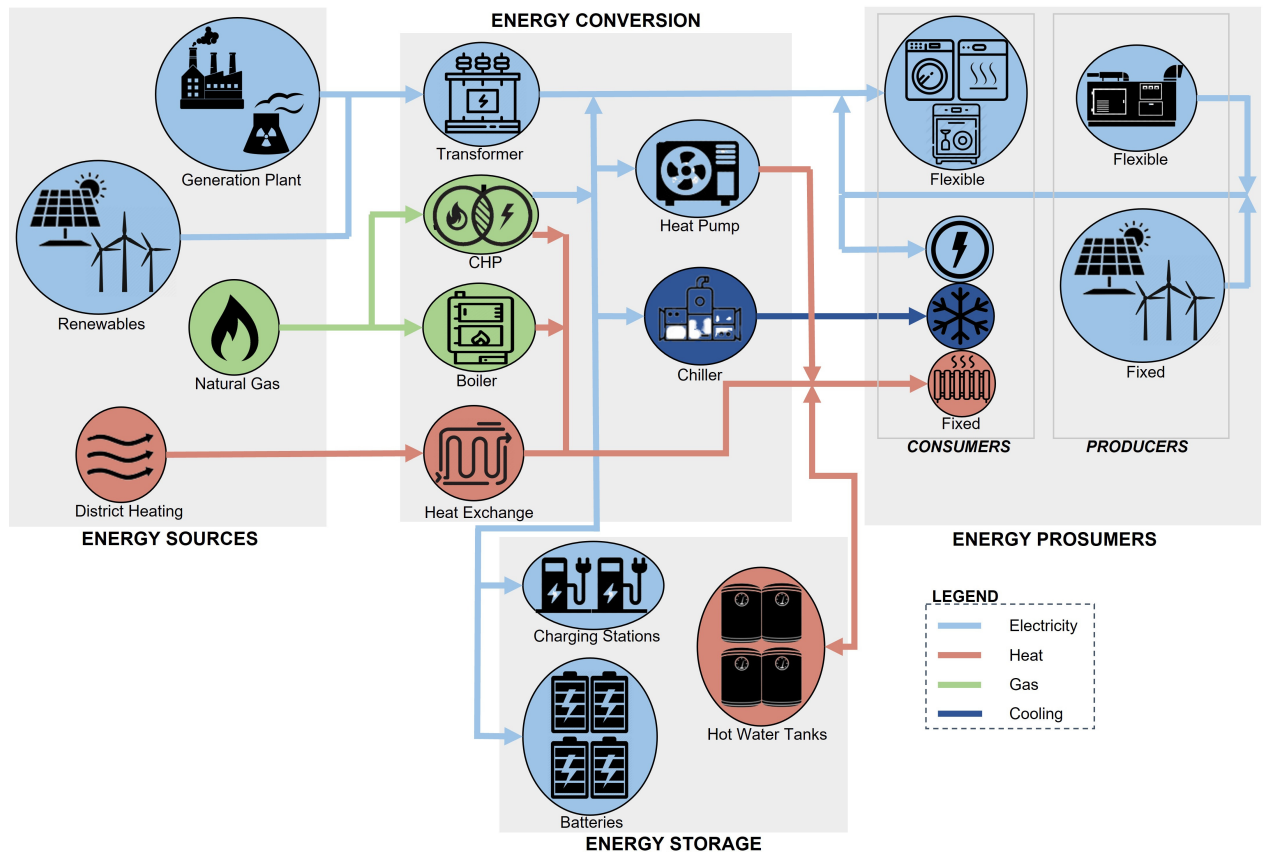 ENERGY CONVERSION
Generation Plant
Renewables
Natural Gas
District Heating
ENERGY SOURCES
Transformer
CHP
Boiler
Heat Exchange
Heat Pump
Chiller
Flexible
Fixed
CONSUMERS
Flexible
Fixed
PRODUCERS
ENERGY PROSUMERS
Charging Stations
Batteries
Hot Water Tanks
ENERGY STORAGE
LEGEND
Electricity
Heat
Gas
Cooling